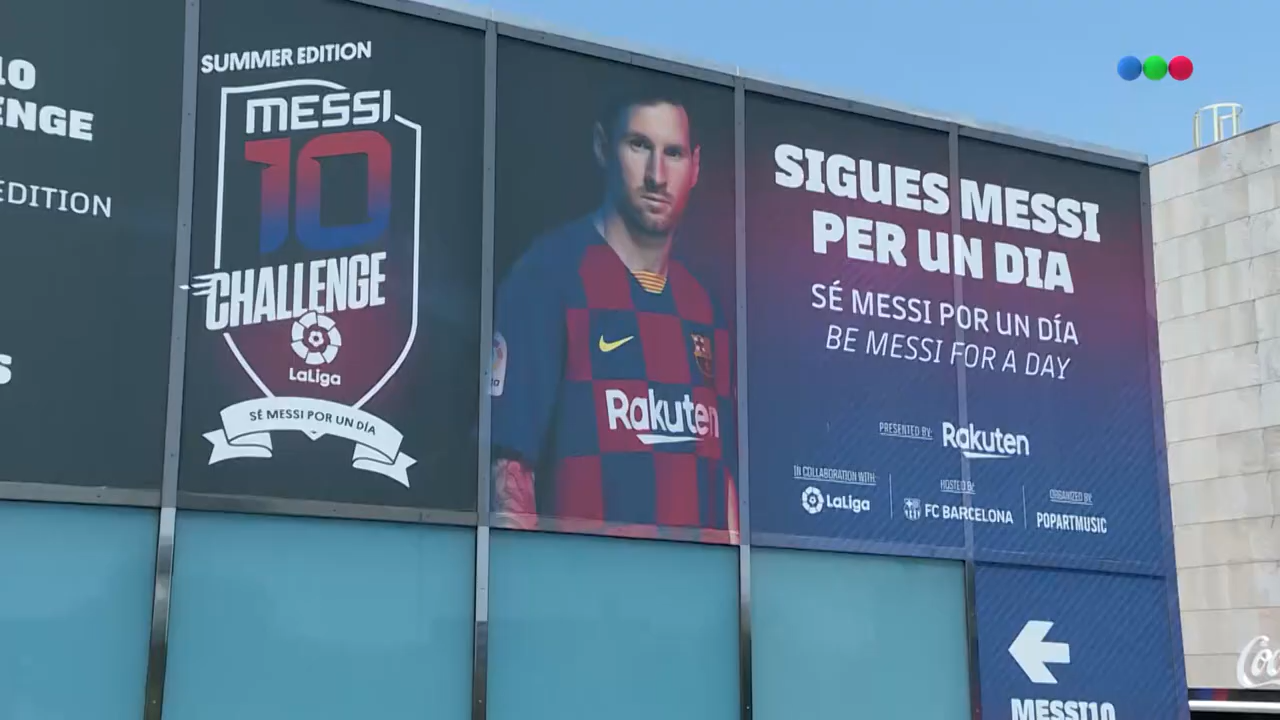 10
ENGE
EDITION
S
SUMMER EDITION
MESSI
10
CHALLENGE
LaLiga
SÉ MESSI POR UN DÍA
Rakuten
SIGUES MESSI
PER UN DIA
SÉ MESSI POR UN DÍA
BE MESSI FOR A DAY
PRESENTED BY: Rakuten
IN COLLABORATION WITH:
LaLiga
HOSTED BY:
FC BARCELONA
ORGANIZED BY:
POPARTMUSIC
MESSI10
Coc